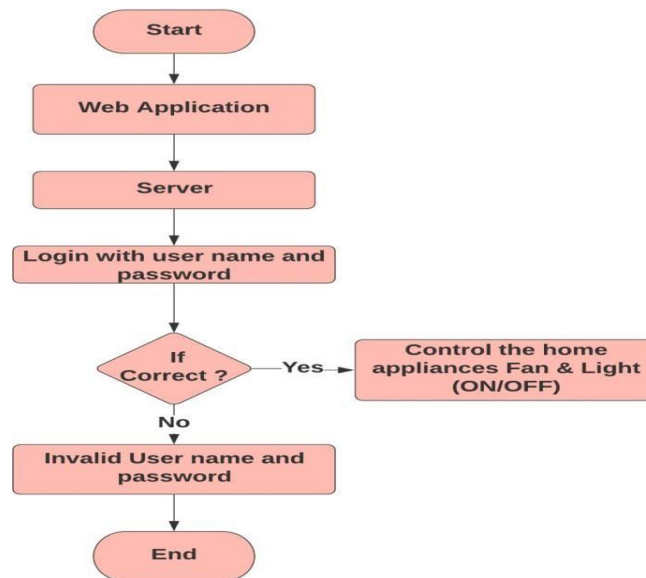 Start
Web Application
Server
Login with user name and
password
If
Correct ?
Yes
Control the home
appliances Fan & Light
(ON/OFF)
No
Invalid User name and
password
End